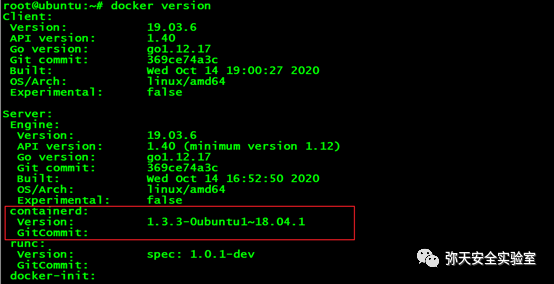 root@ubuntu:~# docker version
Client:
 Version:           19.03.6
 API version:       1.40
 Go version:        go1.12.17
 Git commit:        369ce74a3c
 Built:             Wed Oct 14 19:00:27 2020
 OS/Arch:           linux/amd64
 Experimental:      false

Server:
 Engine:
  Version:          19.03.6
  API version:      1.40 (minimum version 1.12)
  Go version:       go1.12.17
  Git commit:       369ce74a3c
  Built:            Wed Oct 14 16:52:50 2020
  OS/Arch:          linux/amd64
  Experimental:     false
 containerd:
  Version:          1.3.3-0ubuntu1~18.04.1
  GitCommit:
 runc:
  Version:          spec: 1.0.1-dev
  GitCommit:
 docker-init:
弥天安全实验室